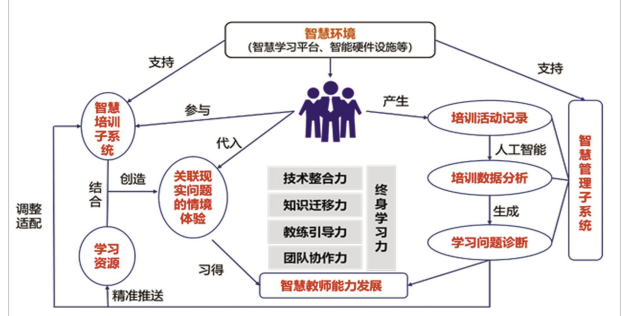 智慧环境
（智慧学习平台、智能硬件设施等）
支持
支持
智慧
培训
子系
统
参与
产生
代入
培训活动记录
人工智能
培训数据分析
生成
学习问题诊断
智慧管理子系统
创造
关联现
实问题
的情境
体验
结合
调整
适配
学习
资源
技术整合力
知识迁移力
教练引导力
团队协作力
终身学习力
习得
智慧教师能力发展
精准推送